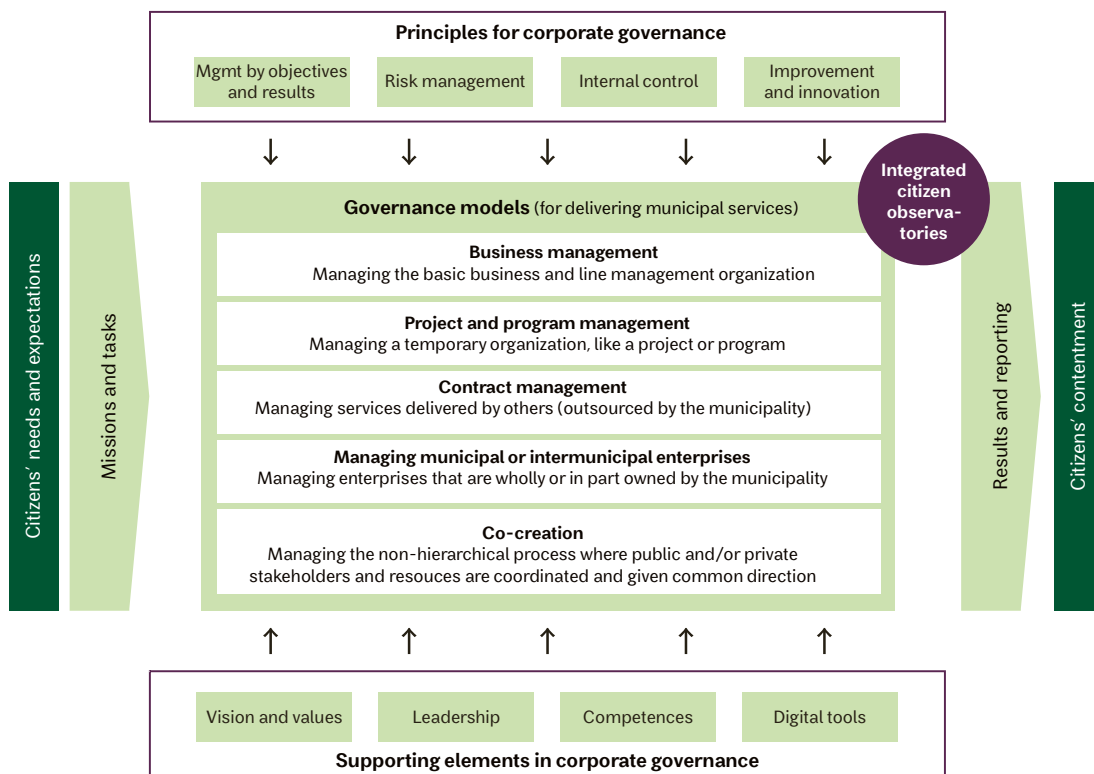 Principles for corporate governance
Mgmt by objectives
and results
Risk management
Internal control
Improvement
and innovation
Integrated
citizen
observa-
tories
Citizens’ needs and expectations
Missions and tasks
Governance models (for delivering municipal services)
Business management
Managing the basic business and line management organization
Project and program management
Managing a temporary organization, like a project or program
Contract management
Managing services delivered by others (outsourced by the municipality)
Managing municipal or intermunicipal enterprises
Managing enterprises that are wholly or in part owned by the municipality
Co-creation
Managing the non-hierarchical process where public and/or private
stakeholders and resouces are coordinated and given common direction
Results and reporting
Citizens’ contentment
Vision and values
Leadership
Competences
Digital tools
Supporting elements in corporate governance